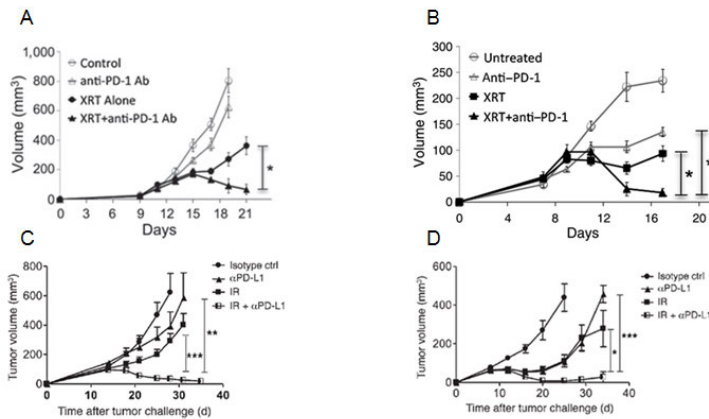 A
1,000
800
600
400
200
0
Volume (mm³)
0 3 6 9 12 15 18 21
Days
Control
anti-PD-1 Ab
XRT Alone
XRT+anti-PD-1 Ab
*
B
300
250
200
150
100
50
0
Volume (mm³)
0 4 8 12 16 20
Days
Untreated
Anti–PD-1
XRT
XRT+anti–PD-1
*
*
C
800
600
400
200
0
Tumor volume (mm²)
0 10 20 30 40
Time after tumor challenge (d)
Isotype ctrl
αPD-L1
IR
IR + αPD-L1
***
**
D
600
400
200
0
Tumor volume (mm²)
0 10 20 30 40
Time after tumor challenge (d)
Isotype ctrl
αPD-L1
IR
IR + αPD-L1
*
***